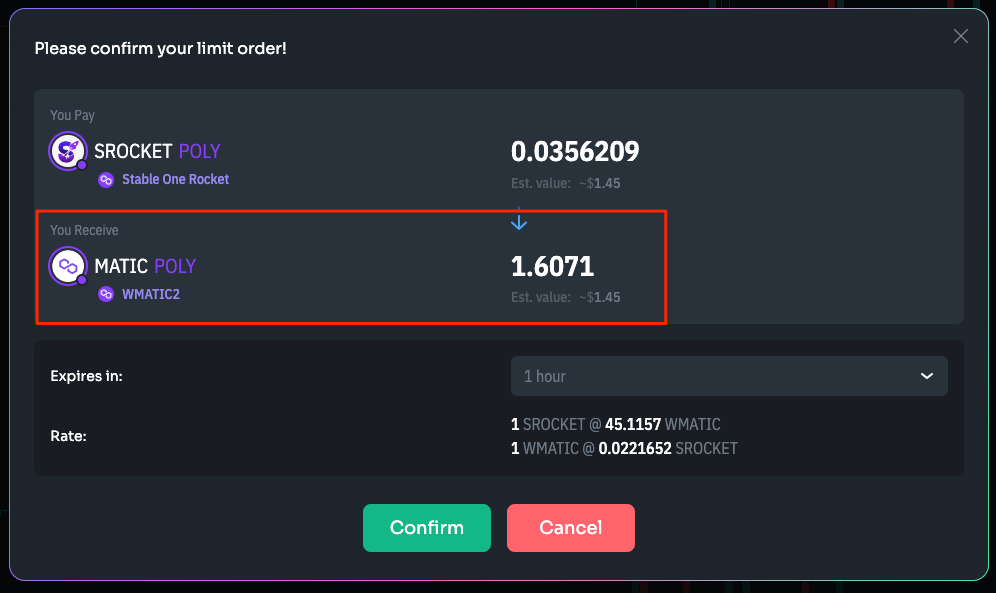 Please confirm your limit order!
You Pay
SROCKET POLY
0.0356209
Stable One Rocket
Est. value: ~$1.45
You Receive
MATIC POLY
1.6071
WMATIC2
Est. value: ~$1.45
Expires in:
1 hour
Rate:
1 SROCKET @ 45.1157 WMATIC
1 WMATIC @ 0.0221652 SROCKET
Confirm
Cancel